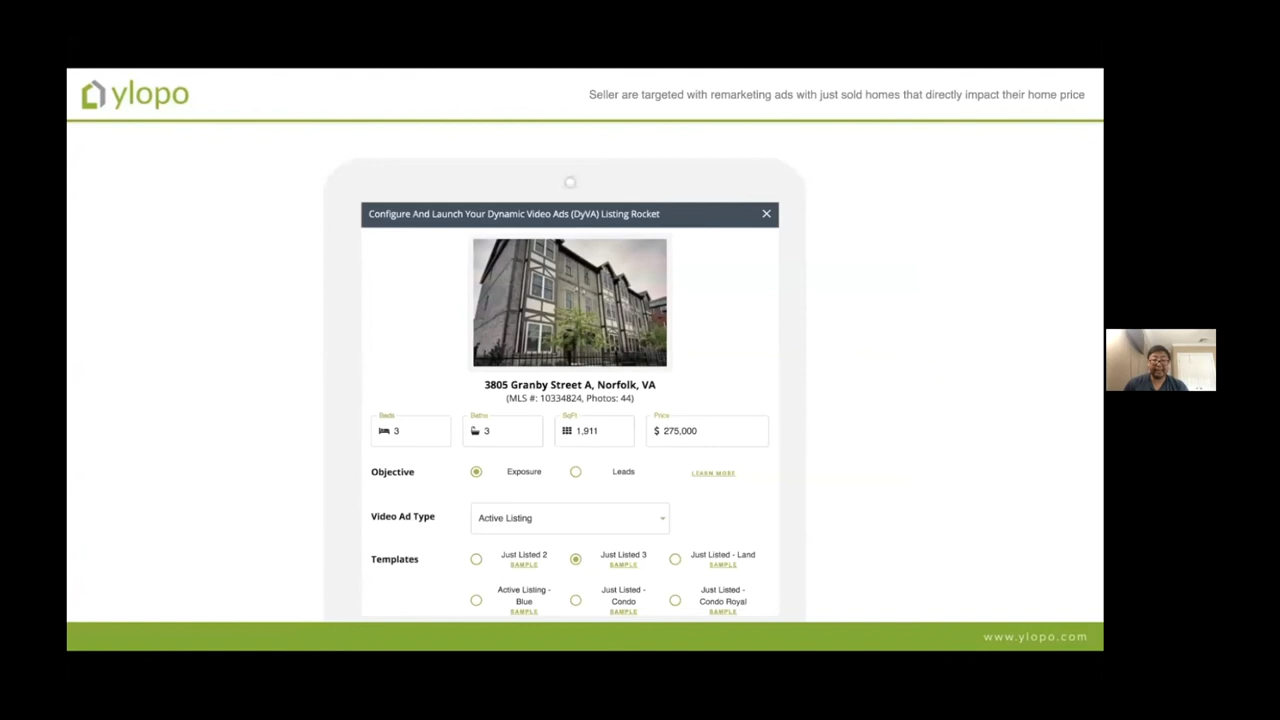 ylopo
Seller are targeted with remarketing ads with just sold homes that directly impact their home price
Configure And Launch Your Dynamic Video Ads (DyVA) Listing Rocket
3805 Granby Street A, Norfolk, VA
(MLS #: 10334824, Photos: 44)
Beds Baths SqFt Price
3 3 1,911 $ 275,000
Objective Exposure Leads LEARN MORE
Video Ad Type Active Listing
Templates Just Listed 2 Just Listed 3 Just Listed - Land
SAMPLE SAMPLE SAMPLE
Active Listing - Just Listed - Just Listed -
Blue Condo Condo Royal
SAMPLE SAMPLE SAMPLE
www.ylopo.com